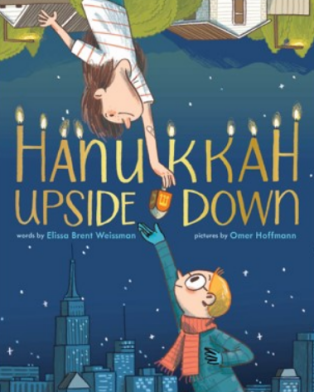 HANUKKAH
UPSIDE DOWN
words by Elissa Brent Weissman pictures by Omer Hoffmann